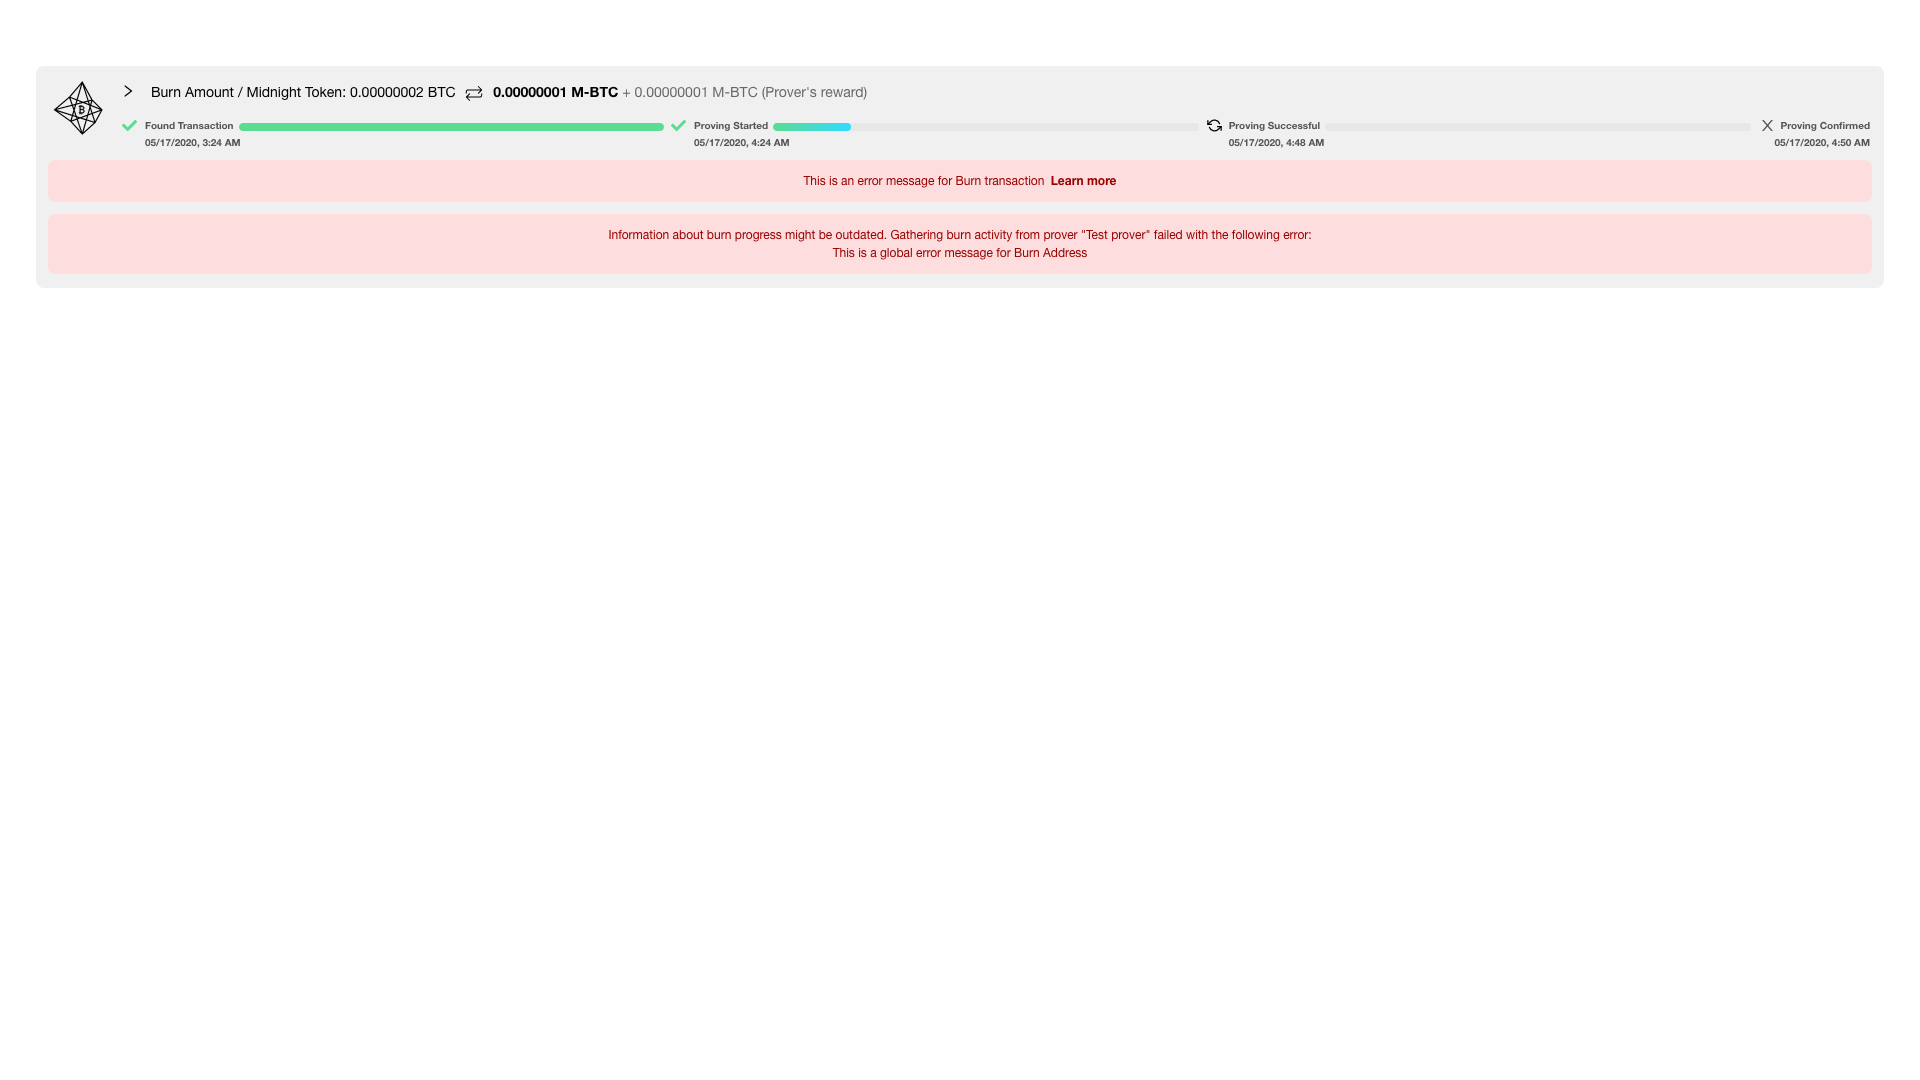 Burn Amount / Midnight Token: 0.00000002 BTC 0.00000001 M-BTC + 0.00000001 M-BTC (Prover's reward)
Found Transaction Proving Started Proving Successful Proving Confirmed
05/17/2020, 3:24 AM 05/17/2020, 4:24 AM 05/17/2020, 4:48 AM 05/17/2020, 4:50 AM
This is an error message for Burn transaction Learn more
Information about burn progress might be outdated. Gathering burn activity from prover "Test prover" failed with the following error:
This is a global error message for Burn Address